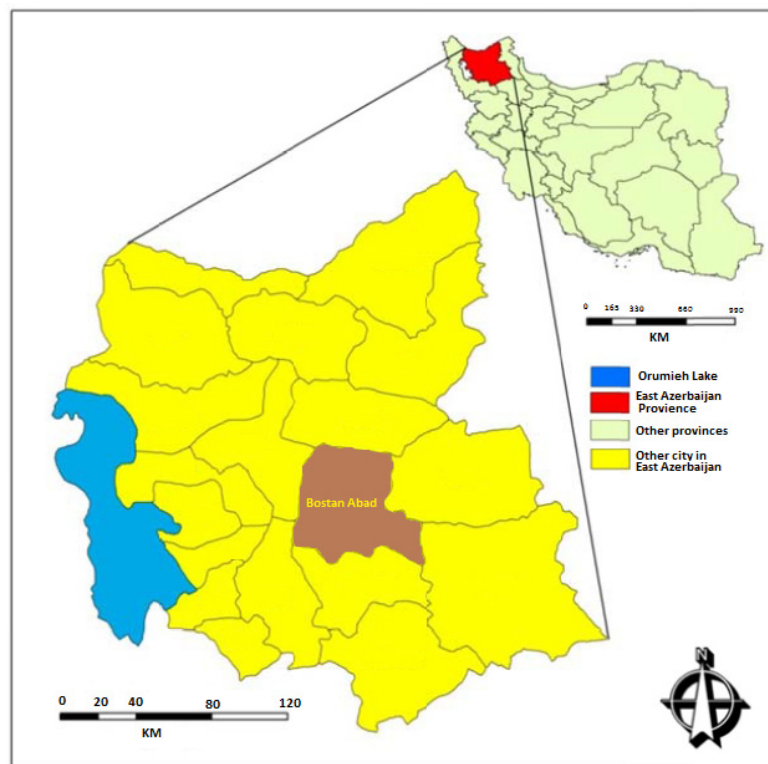 0 165 330 660 990
KM
Orumieh Lake
East Azerbaijan
Provience
Other provinces
Other city in
East Azarbaijan
Bostan Abad
0 20 40 80 120
KM
N